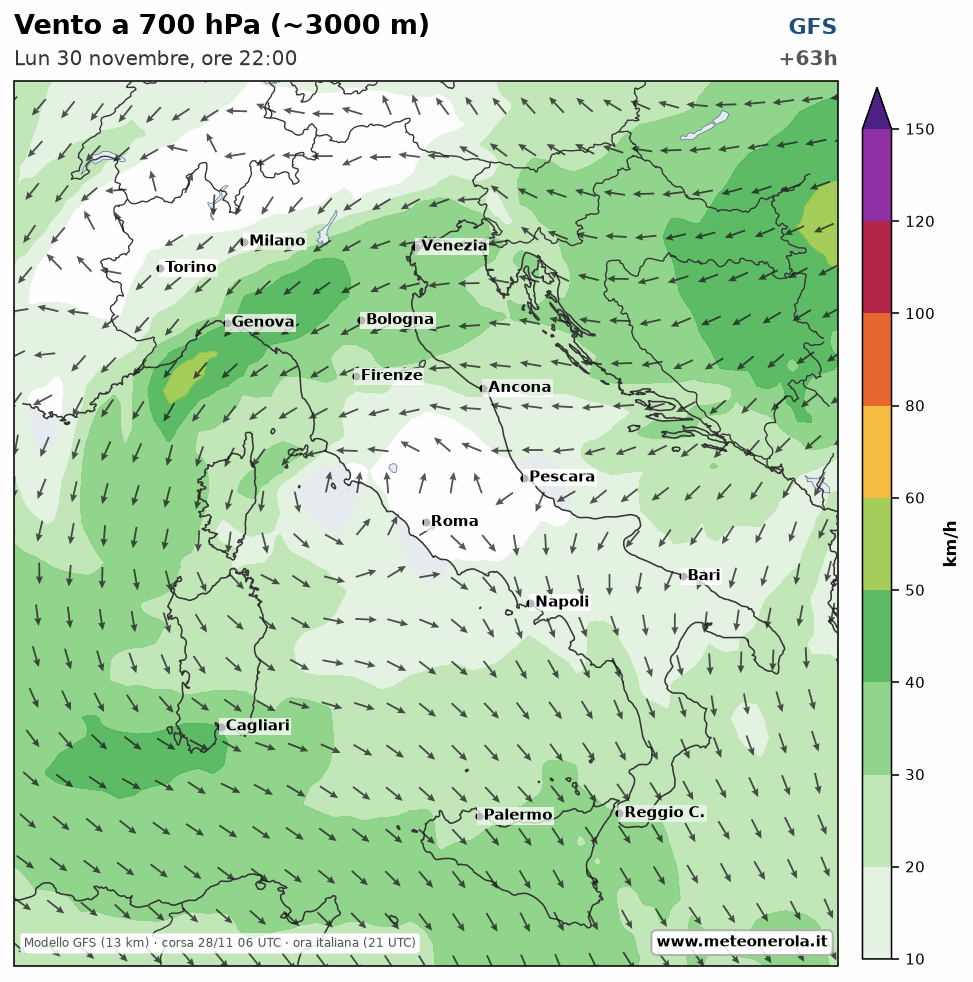 Vento a 700 hPa (~3000 m)
GFS
Lun 30 novembre, ore 22:00
+63h
150
120
100
80
60
50
40
30
20
10
km/h
Milano
Venezia
Torino
Genova
Bologna
Firenze
Ancona
Pescara
Roma
Bari
Napoli
Cagliari
Palermo
Reggio C.
Modello GFS (13 km) · corsa 28/11 06 UTC · ora italiana (21 UTC)
www.meteonerola.it